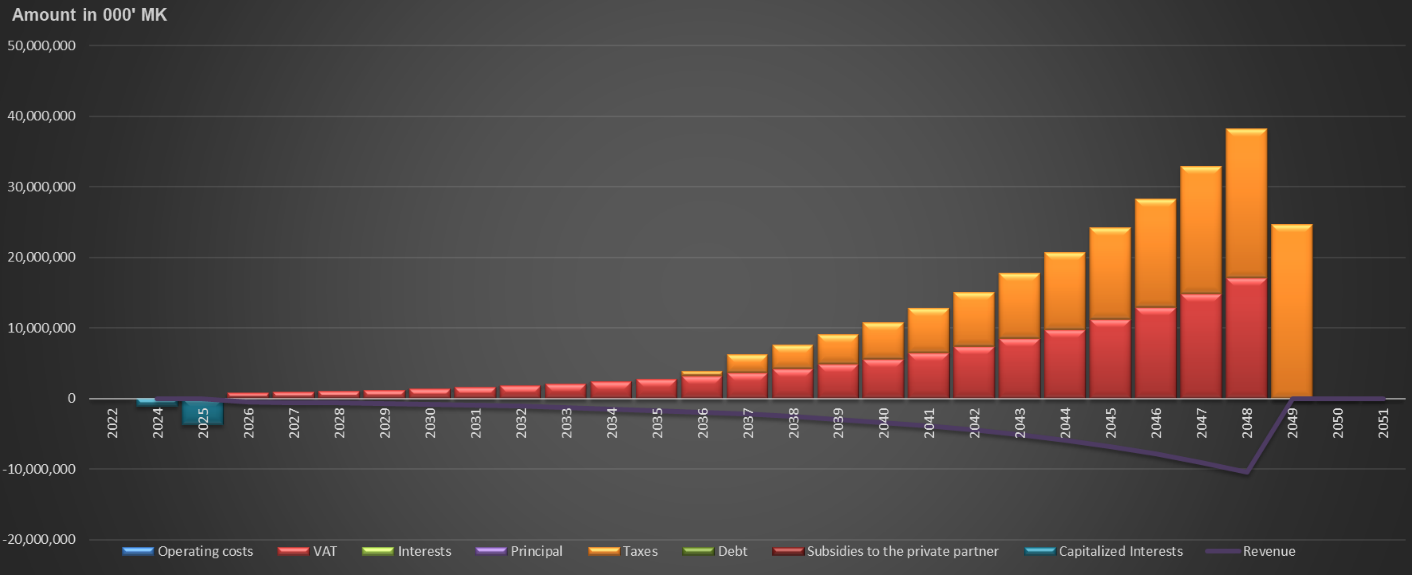 Amount in 000' MK
50,000,000
40,000,000
30,000,000
20,000,000
10,000,000
0
-10,000,000
-20,000,000
2022 2024 2025 2026 2027 2028 2029 2030 2031 2032 2033 2034 2035 2036 2037 2038 2039 2040 2041 2042 2043 2044 2045 2046 2047 2048 2049 2050 2051
Operating costs VAT Interests Principal Taxes Debt Subsidies to the private partner Capitalized Interests Revenue